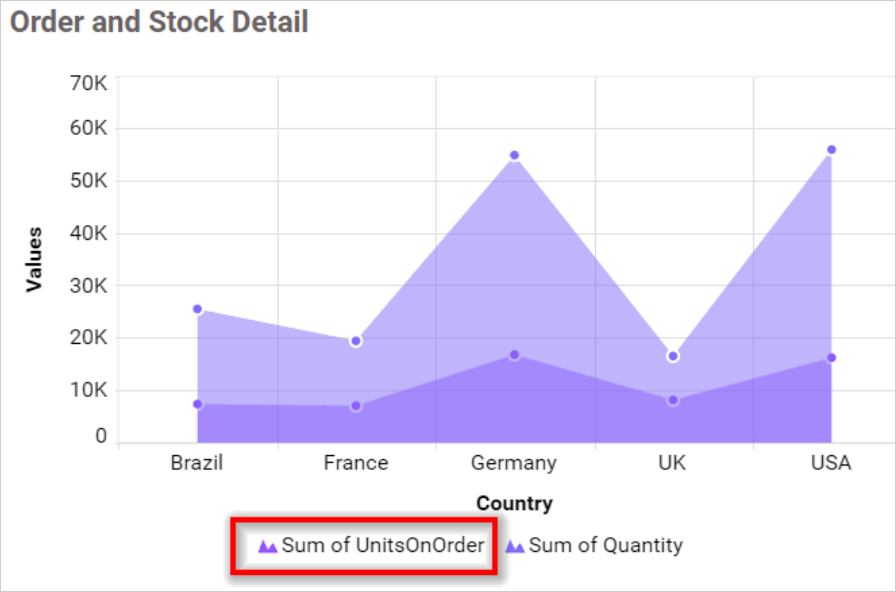 Order and Stock Detail
70K
60K
50K
40K
30K
20K
10K
0
Values
Brazil France Germany UK USA
Country
Sum of UnitsOnOrder Sum of Quantity